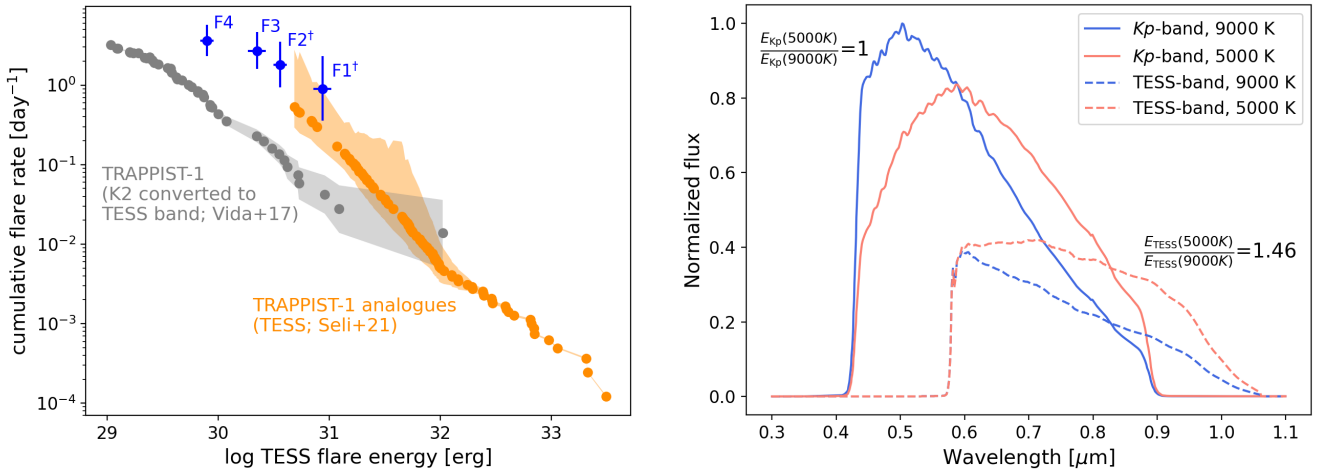 cumulative flare rate [day⁻¹]
10⁰
10⁻¹
10⁻²
10⁻³
10⁻⁴
F4
F3
F2†
F1†
TRAPPIST-1
(K2 converted to
TESS band; Vida+17)
TRAPPIST-1 analogues
(TESS; Seli+21)
29
30
31
32
33
log TESS flare energy [erg]
Normalized flux
1.0
0.8
0.6
0.4
0.2
0.0
E_Kp(5000K)
E_Kp(9000K) =1
Kp-band, 9000 K
Kp-band, 5000 K
TESS-band, 9000 K
TESS-band, 5000 K
E_TESS(5000K)
E_TESS(9000K) =1.46
0.3
0.4
0.5
0.6
0.7
0.8
0.9
1.0
1.1
Wavelength [μm]